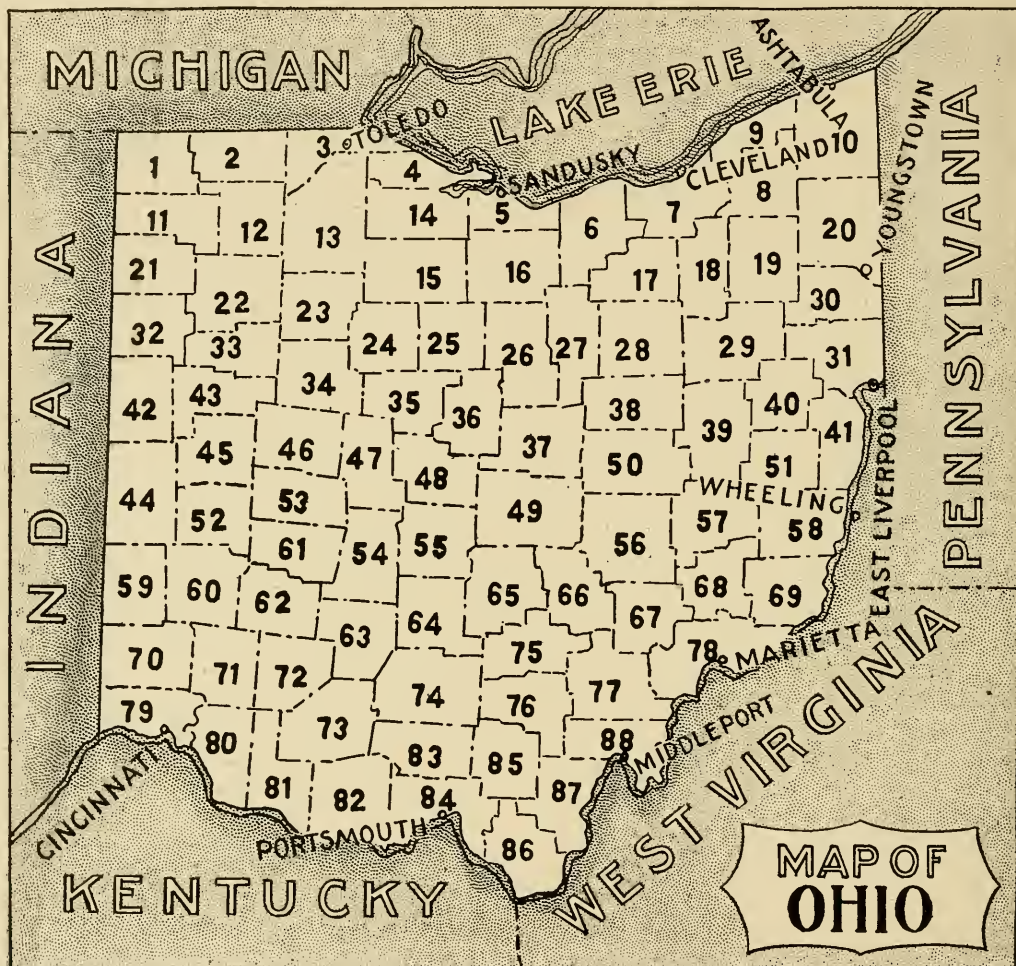 MICHIGAN
LAKE ERIE
ASHTABULA
TOLEDO
SANDUSKY
CLEVELAND
YOUNGSTOWN
PENNSYLVANIA
INDIANA
1 2 3 4 9 10
11 12 13 14 5 6 7 8 20
21 22 15 16 17 18 19
32 33 23 24 25 26 27 28 29 30
42 43 34 35 36 38 39 40 31
44 45 46 47 48 37 50 51 41
52 53 54 55 49 56 57 58
59 60 61 62 63 64 65 66 67 68 69
70 71 72 73 74 75 76 77 78
79 80 81 82 83 84 85 86 87 88
WHEELING
EAST LIVERPOOL
MARIETTA
MIDDLEPORT
WEST VIRGINIA
CINCINNATI
PORTSMOUTH
KENTUCKY
MAP OF
OHIO